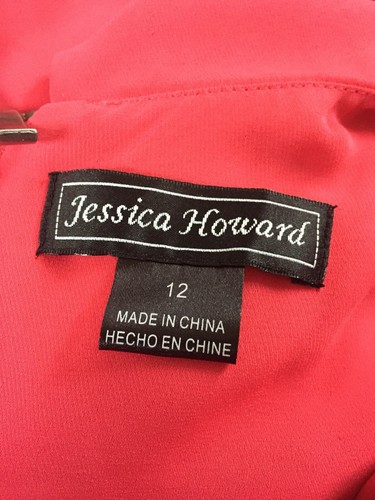 Jessica Howard
12
MADE IN CHINA
HECHO EN CHINE